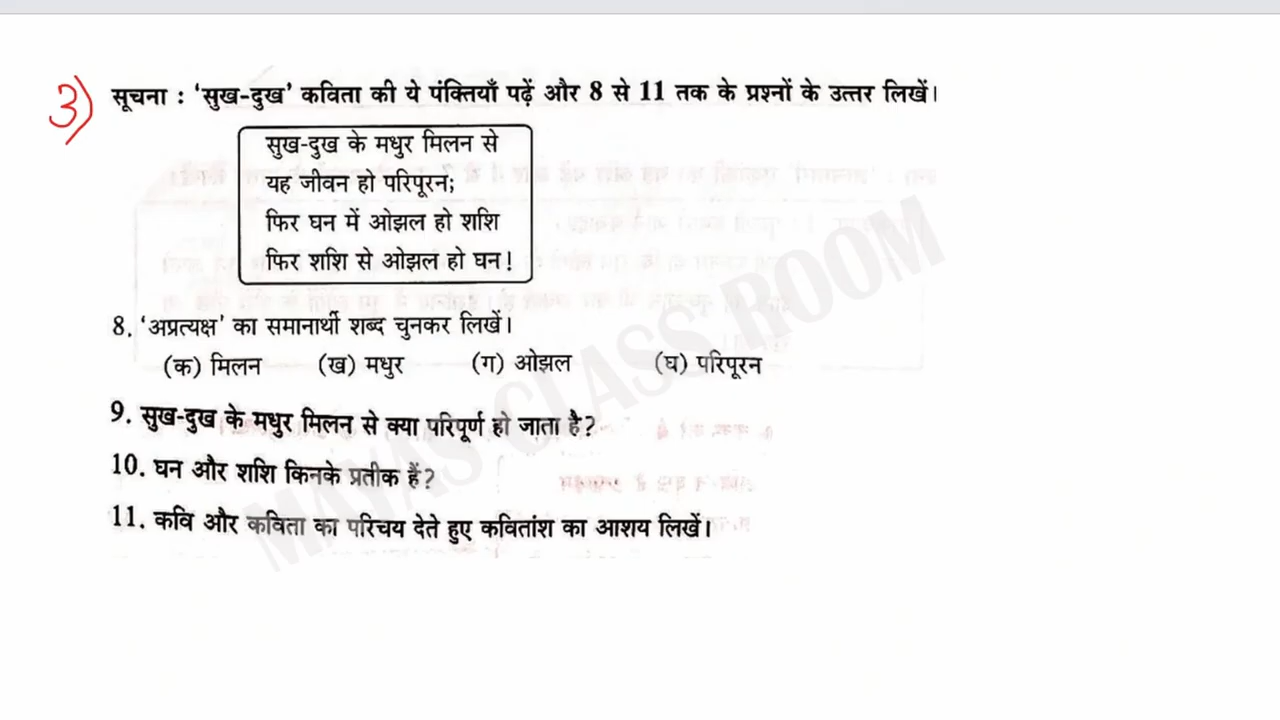 3)
सूचना : 'सुख-दुख' कविता की ये पंक्तियाँ पढ़ें और 8 से 11 तक के प्रश्नों के उत्तर लिखें।
सुख-दुख के मधुर मिलन से
यह जीवन हो परिपूरन;
फिर घन में ओझल हो शशि
फिर शशि से ओझल हो घन!
8. 'अप्रत्यक्ष' का समानार्थी शब्द चुनकर लिखें।
(क) मिलन (ख) मधुर (ग) ओझल (घ) परिपूरन
9. सुख-दुख के मधुर मिलन से क्या परिपूर्ण हो जाता है?
10. घन और शशि किनके प्रतीक हैं?
11. कवि और कविता का परिचय देते हुए कवितांश का आशय लिखें।
MAYAS CLASS ROOM